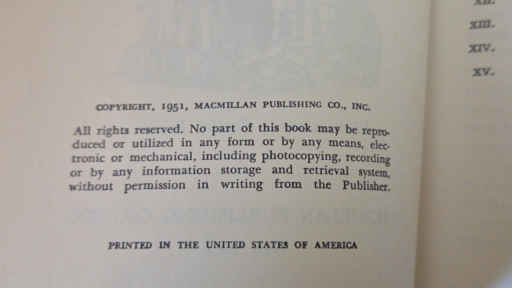 COPYRIGHT, 1951, MACMILLAN PUBLISHING CO., INC.
All rights reserved. No part of this book may be repro-
duced or utilized in any form or by any means, elec-
tronic or mechanical, including photocopying, recording
or by any information storage and retrieval system,
without permission in writing from the Publisher.
PRINTED IN THE UNITED STATES OF AMERICA
XII.
XIII.
XIV.
XV.